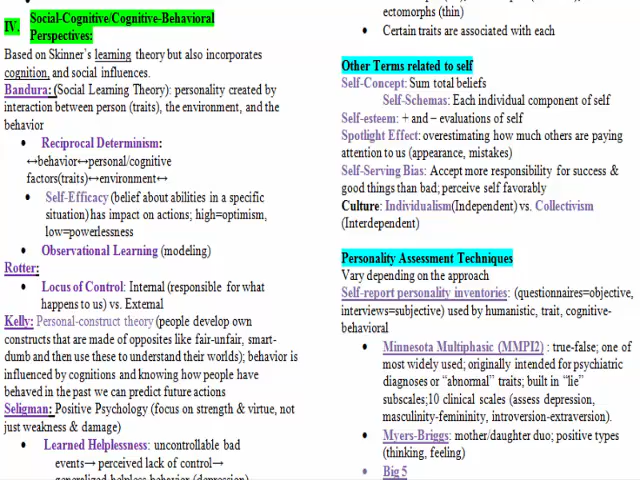 IV. Social-Cognitive/Cognitive-Behavioral
Perspectives:
Based on Skinner's learning theory but also incorporates
cognition, and social influences.
Bandura: (Social Learning Theory): personality created by
interaction between person (traits), the environment, and the
behavior
• Reciprocal Determinism:
↔behavior↔personal/cognitive
factors(traits)↔environment↔
• Self-Efficacy (belief about abilities in a specific
situation) has impact on actions; high=optimism,
low=powerlessness
• Observational Learning (modeling)
Rotter:
• Locus of Control: Internal (responsible for what
happens to us) vs. External
Kelly: Personal-construct theory (people develop own
constructs that are made of opposites like fair-unfair, smart-
dumb and then use these to understand their worlds); behavior is
influenced by cognitions and knowing how people have
behaved in the past we can predict future actions
Seligman: Positive Psychology (focus on strength & virtue, not
just weakness & damage)
• Learned Helplessness: uncontrollable bad
events→ perceived lack of control→
generalized helpless behavior (depression)
ectomorphs (thin)
• Certain traits are associated with each
Other Terms related to self
Self-Concept: Sum total beliefs
Self-Schemas: Each individual component of self
Self-esteem: + and – evaluations of self
Spotlight Effect: overestimating how much others are paying
attention to us (appearance, mistakes)
Self-Serving Bias: Accept more responsibility for success &
good things than bad; perceive self favorably
Culture: Individualism(Independent) vs. Collectivism
(Interdependent)
Personality Assessment Techniques
Vary depending on the approach
Self-report personality inventories: (questionnaires=objective,
interviews=subjective) used by humanistic, trait, cognitive-
behavioral
• Minnesota Multiphasic (MMPI2) : true-false; one of
most widely used; originally intended for psychiatric
diagnoses or "abnormal" traits; built in "lie"
subscales;10 clinical scales (assess depression,
masculinity-femininity, introversion-extraversion).
• Myers-Briggs: mother/daughter duo; positive types
(thinking, feeling)
• Big 5